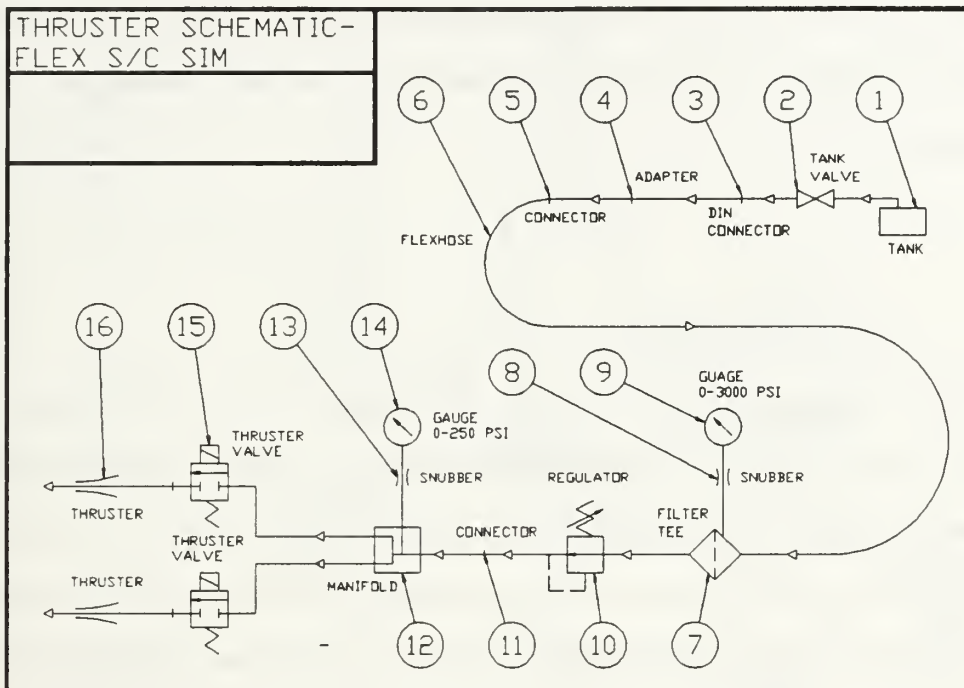 THRUSTER SCHEMATIC-
FLEX S/C SIM
6
5
4
3
2
1
TANK
VALVE
ADAPTER
CONNECTOR
DIN
CONNECTOR
FLEXHOSE
TANK
16
15
13
14
8
9
GUAGE
0-3000 PSI
GAUGE
0-250 PSI
THRUSTER
VALVE
SNUBBER
REGULATOR
SNUBBER
THRUSTER
CONNECTOR
FILTER
TEE
THRUSTER
VALVE
THRUSTER
MANIFOLD
12
11
10
7